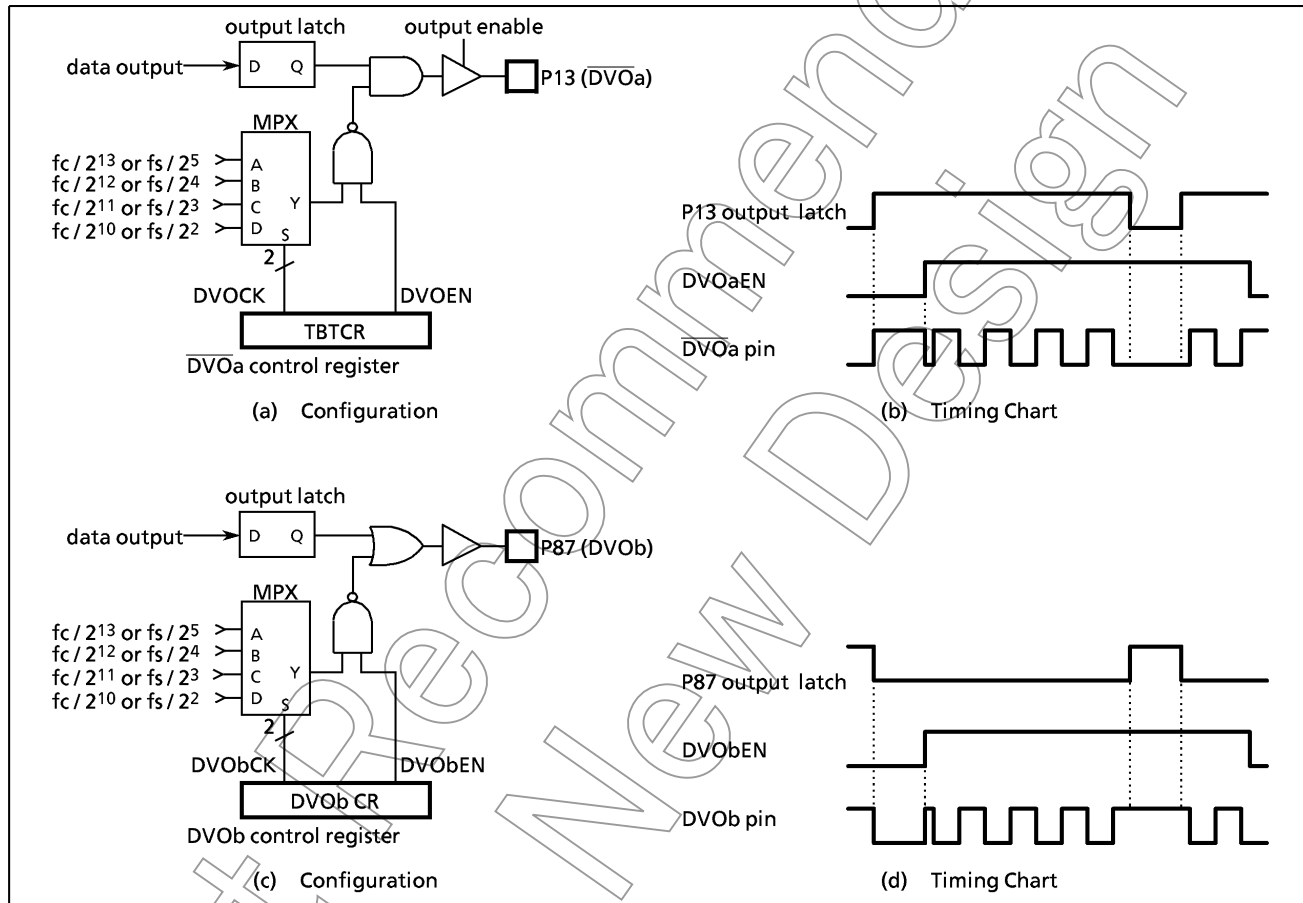 output latch
output enable
data output
D Q
P13 (D̅V̅O̅a)
MPX
fc / 2¹³ or fs / 2⁵
A
fc / 2¹² or fs / 2⁴
B
fc / 2¹¹ or fs / 2³
C
Y
fc / 2¹⁰ or fs / 2²
D
S
2
DVOCK
DVOEN
TBTCR
D̅V̅O̅a control register
(a) Configuration
P13 output latch
DVOaEN
D̅V̅O̅a pin
(b) Timing Chart
output latch
data output
D Q
P87 (DVOb)
MPX
fc / 2¹³ or fs / 2⁵
A
fc / 2¹² or fs / 2⁴
B
fc / 2¹¹ or fs / 2³
C
Y
fc / 2¹⁰ or fs / 2²
D
S
2
DVObCK
DVObEN
DVOb CR
DVOb control register
(c) Configuration
P87 output latch
DVObEN
DVOb pin
(d) Timing Chart
New Design